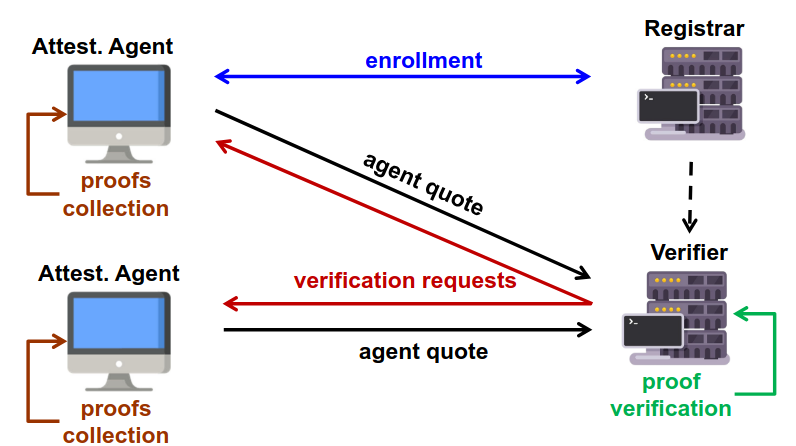 Registrar
Attest. Agent
enrollment
agent quote
proofs
collection
Verifier
Attest. Agent
verification requests
agent quote
proof
verification
proofs
collection